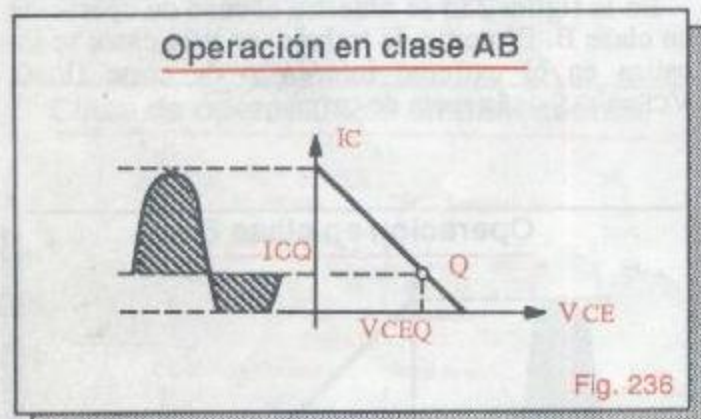 Operación en clase AB
IC
ICQ
Q
VCE
VCEQ
Fig. 236